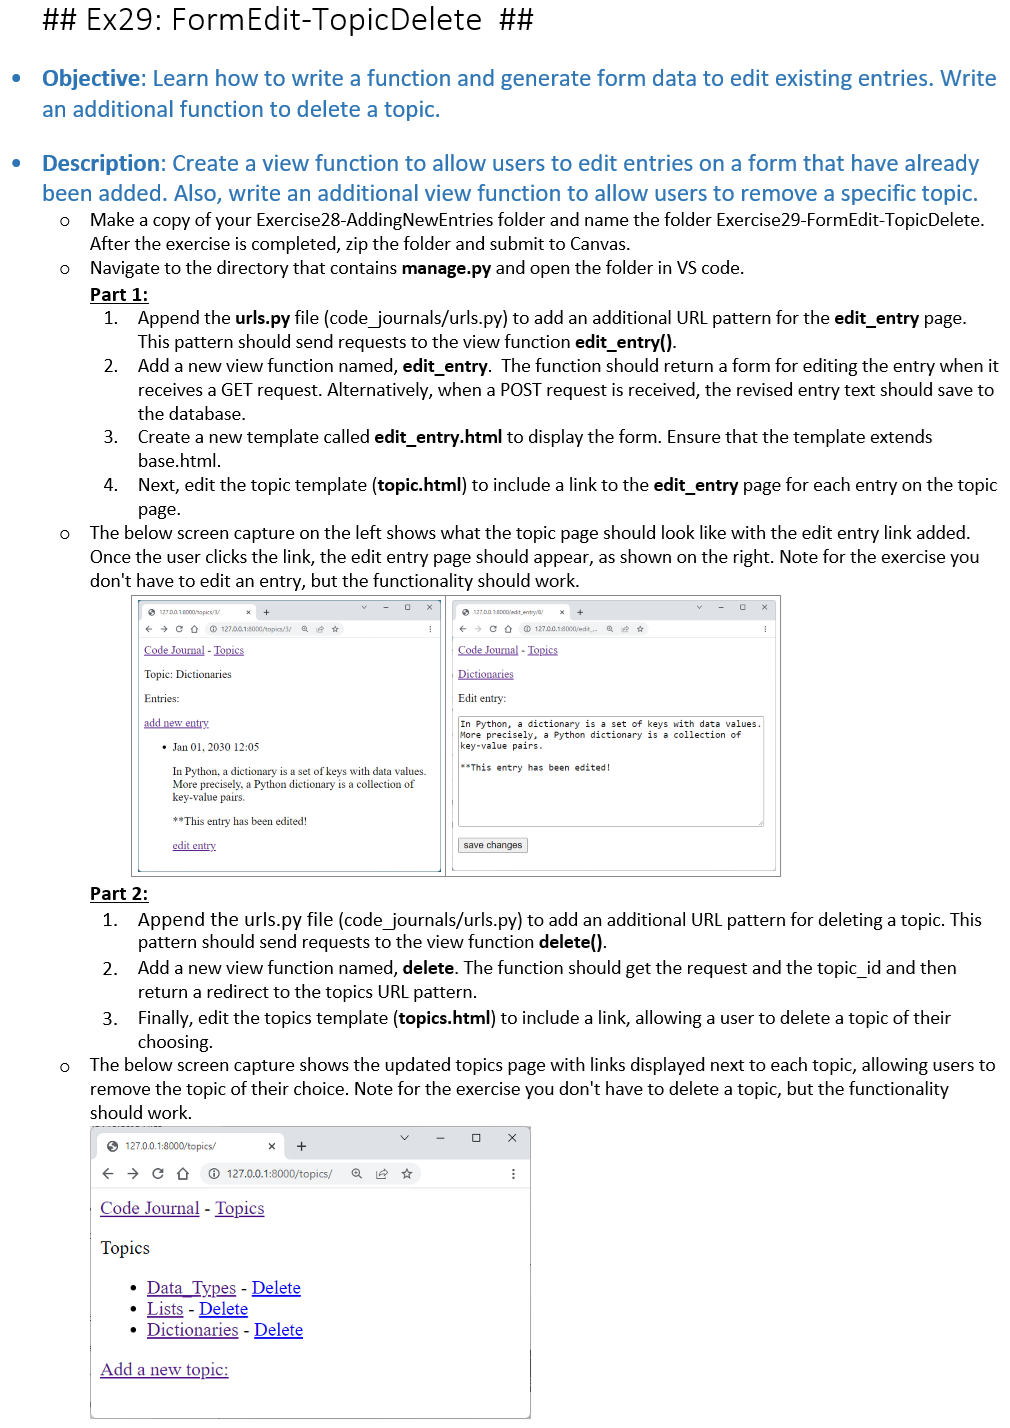 ## Ex29: FormEdit-TopicDelete ##
• Objective: Learn how to write a function and generate form data to edit existing entries. Write
an additional function to delete a topic.
• Description: Create a view function to allow users to edit entries on a form that have already
been added. Also, write an additional view function to allow users to remove a specific topic.
o Make a copy of your Exercise28-AddingNewEntries folder and name the folder Exercise29-FormEdit-TopicDelete.
After the exercise is completed, zip the folder and submit to Canvas.
o Navigate to the directory that contains manage.py and open the folder in VS code.
Part 1:
1. Append the urls.py file (code_journals/urls.py) to add an additional URL pattern for the edit_entry page.
This pattern should send requests to the view function edit_entry().
2. Add a new view function named, edit_entry. The function should return a form for editing the entry when it
receives a GET request. Alternatively, when a POST request is received, the revised entry text should save to
the database.
3. Create a new template called edit_entry.html to display the form. Ensure that the template extends
base.html.
4. Next, edit the topic template (topic.html) to include a link to the edit_entry page for each entry on the topic
page.
o The below screen capture on the left shows what the topic page should look like with the edit entry link added.
Once the user clicks the link, the edit entry page should appear, as shown on the right. Note for the exercise you
don't have to edit an entry, but the functionality should work.
127.0.0.1:8000/topics/3/
127.0.0.1:8000/topics/3/
Code Journal - Topics
Topic: Dictionaries
Entries:
add new entry
• Jan 01, 2030 12:05
In Python, a dictionary is a set of keys with data values.
More precisely, a Python dictionary is a collection of
key-value pairs.
**This entry has been edited!
edit entry
127.0.0.1:8000/edit_entry/8/
127.0.0.1:8000/edit_...
Code Journal - Topics
Dictionaries
Edit entry:
In Python, a dictionary is a set of keys with data values.
More precisely, a Python dictionary is a collection of
key-value pairs.
**This entry has been edited!
save changes
Part 2:
1. Append the urls.py file (code_journals/urls.py) to add an additional URL pattern for deleting a topic. This
pattern should send requests to the view function delete().
2. Add a new view function named, delete. The function should get the request and the topic_id and then
return a redirect to the topics URL pattern.
3. Finally, edit the topics template (topics.html) to include a link, allowing a user to delete a topic of their
choosing.
o The below screen capture shows the updated topics page with links displayed next to each topic, allowing users to
remove the topic of their choice. Note for the exercise you don't have to delete a topic, but the functionality
should work.
127.0.0.1:8000/topics/
127.0.0.1:8000/topics/
Code Journal - Topics
Topics
• Data_Types - Delete
• Lists - Delete
• Dictionaries - Delete
Add a new topic: